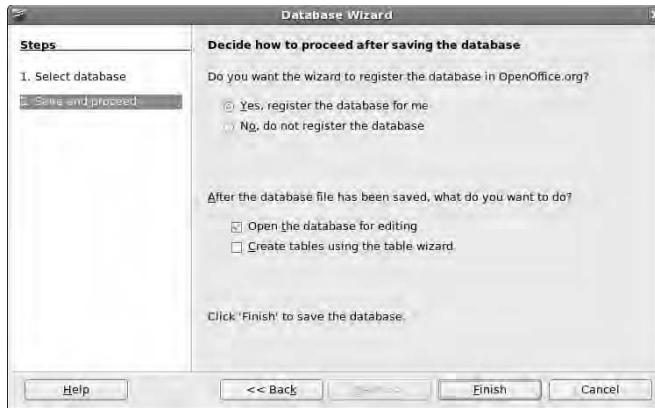 Database Wizard
Steps
1. Select database
2. Save and proceed
Decide how to proceed after saving the database
Do you want the wizard to register the database in OpenOffice.org?
Yes, register the database for me
No, do not register the database
After the database file has been saved, what do you want to do?
Open the database for editing
Create tables using the table wizard
Click 'Finish' to save the database.
Help
<< Back
Finish
Cancel